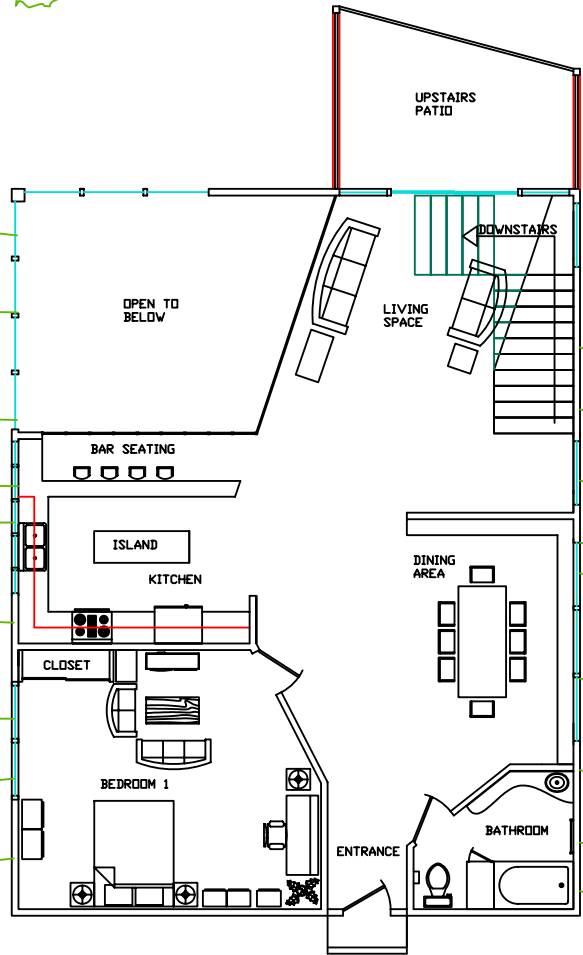 UPSTAIRS
PATIO
DOWNSTAIRS
OPEN TO
BELOW
LIVING
SPACE
BAR SEATING
ISLAND
KITCHEN
DINING
AREA
CLOSET
BEDROOM 1
BATHROOM
ENTRANCE